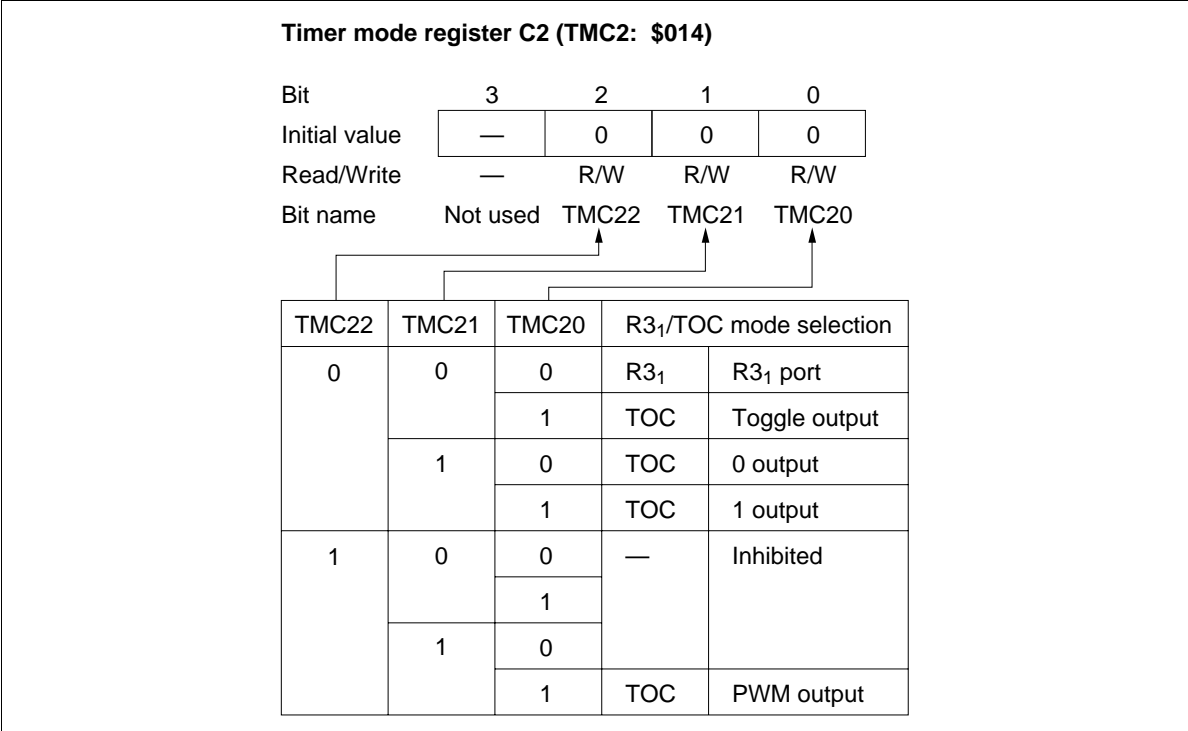 Timer mode register C2 (TMC2: $014)
Bit 3 2 1 0
Initial value — 0 0 0
Read/Write — R/W R/W R/W
Bit name Not used TMC22 TMC21 TMC20
TMC22 TMC21 TMC20 R3₁/TOC mode selection
0 0 0 R3₁ R3₁ port
1 TOC Toggle output
1 0 TOC 0 output
1 TOC 1 output
1 0 0 — Inhibited
1
1 0
1 TOC PWM output